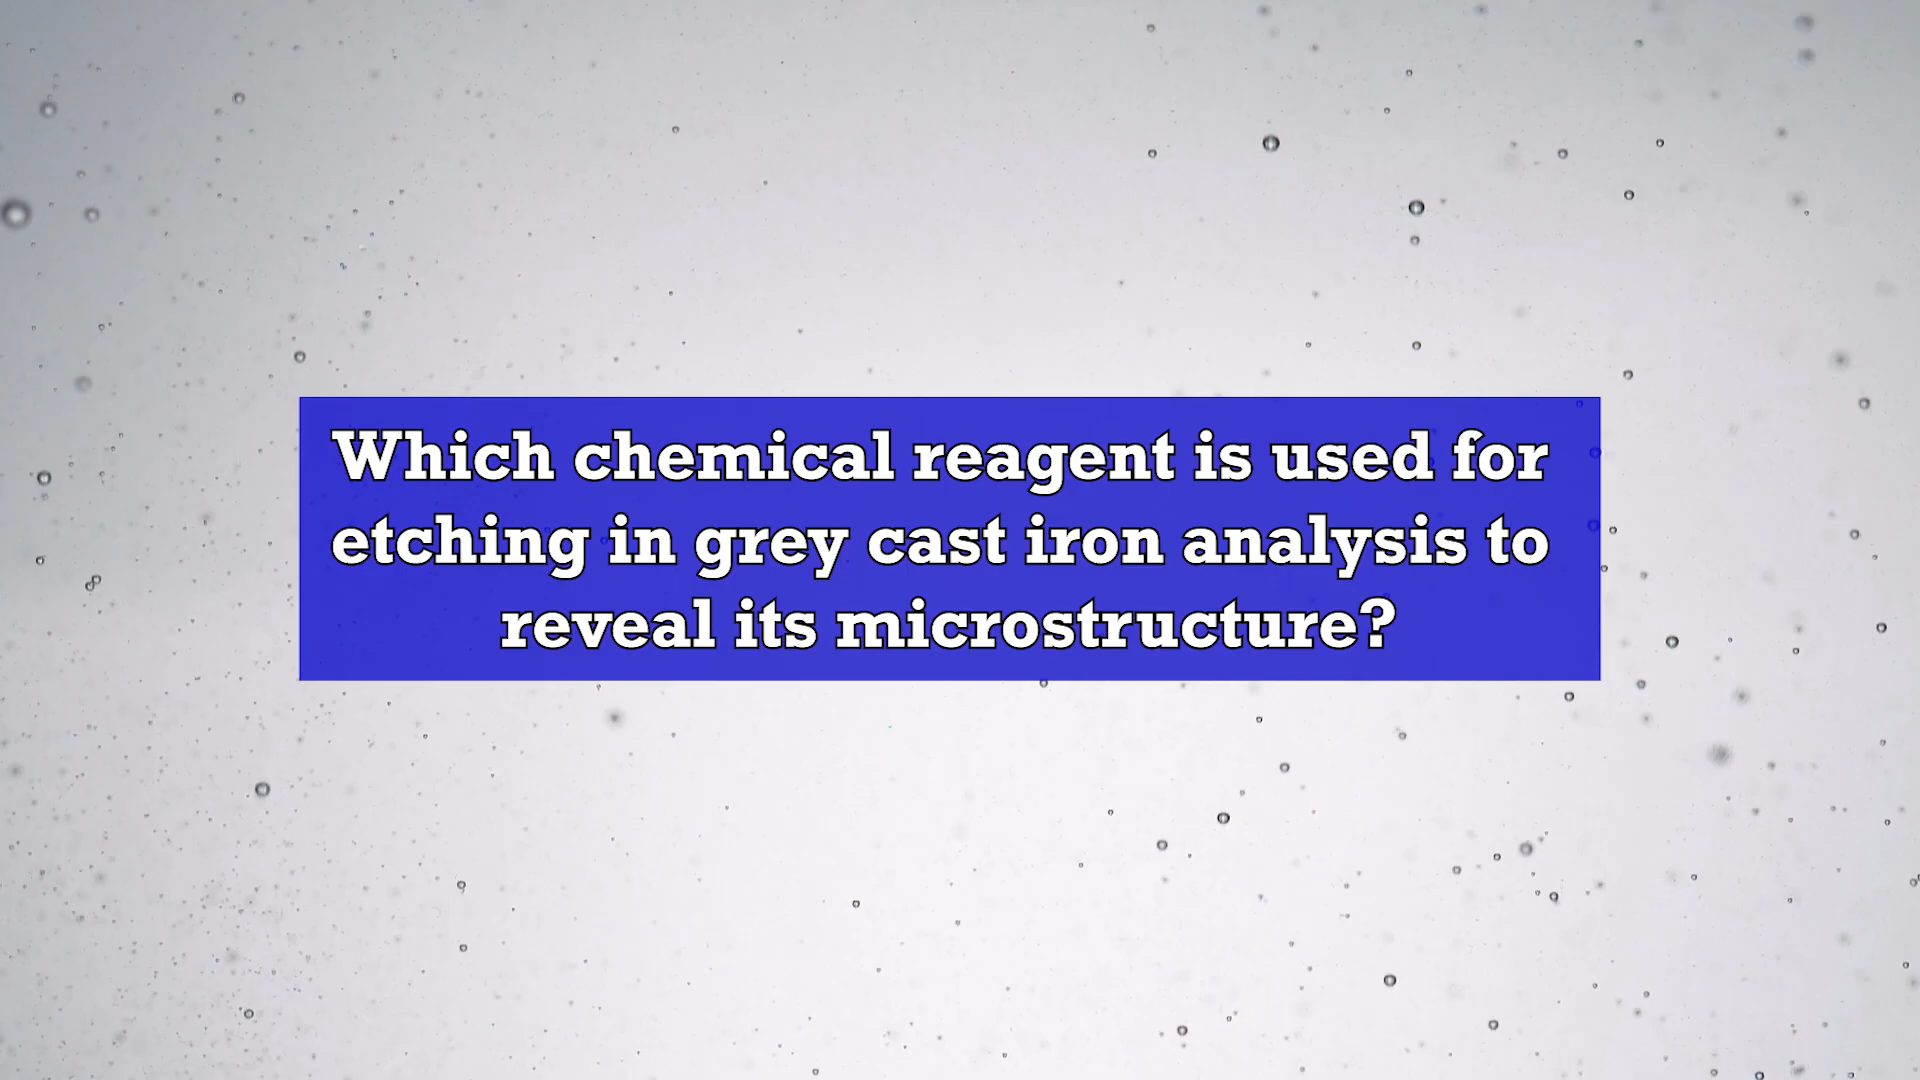 Which chemical reagent is used for
etching in grey cast iron analysis to
reveal its microstructure?